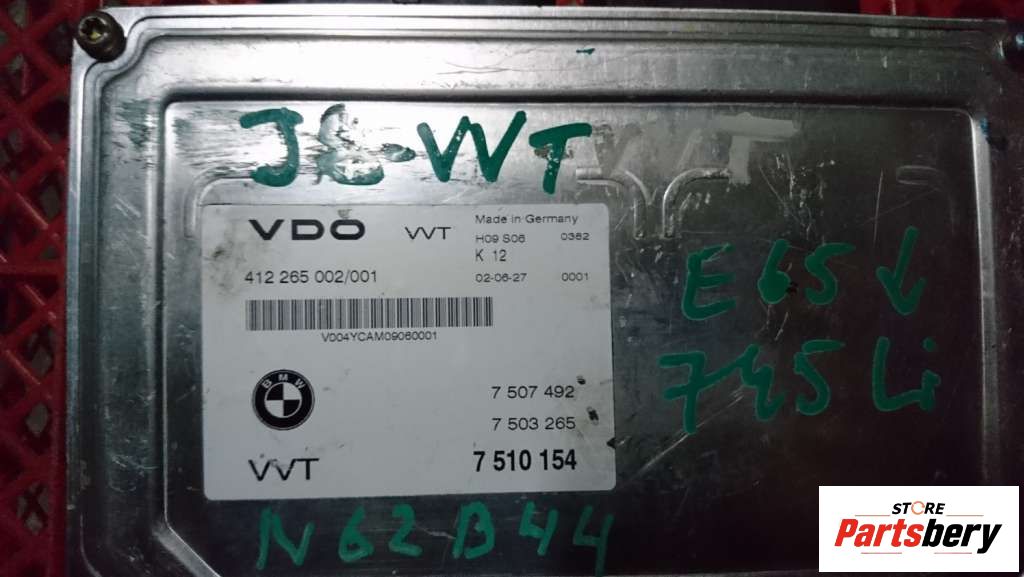 J&-VVT
VVT
VDO VVT Made in Germany
H09 S06 0382
K 12
412 265 002/001 02-06-27 0001
V004YCAM09060001
BMW
7 507 492
7 503 265
VVT 7 510 154
E65 ↓
745 Li
N62B44
STORE
Partsbery